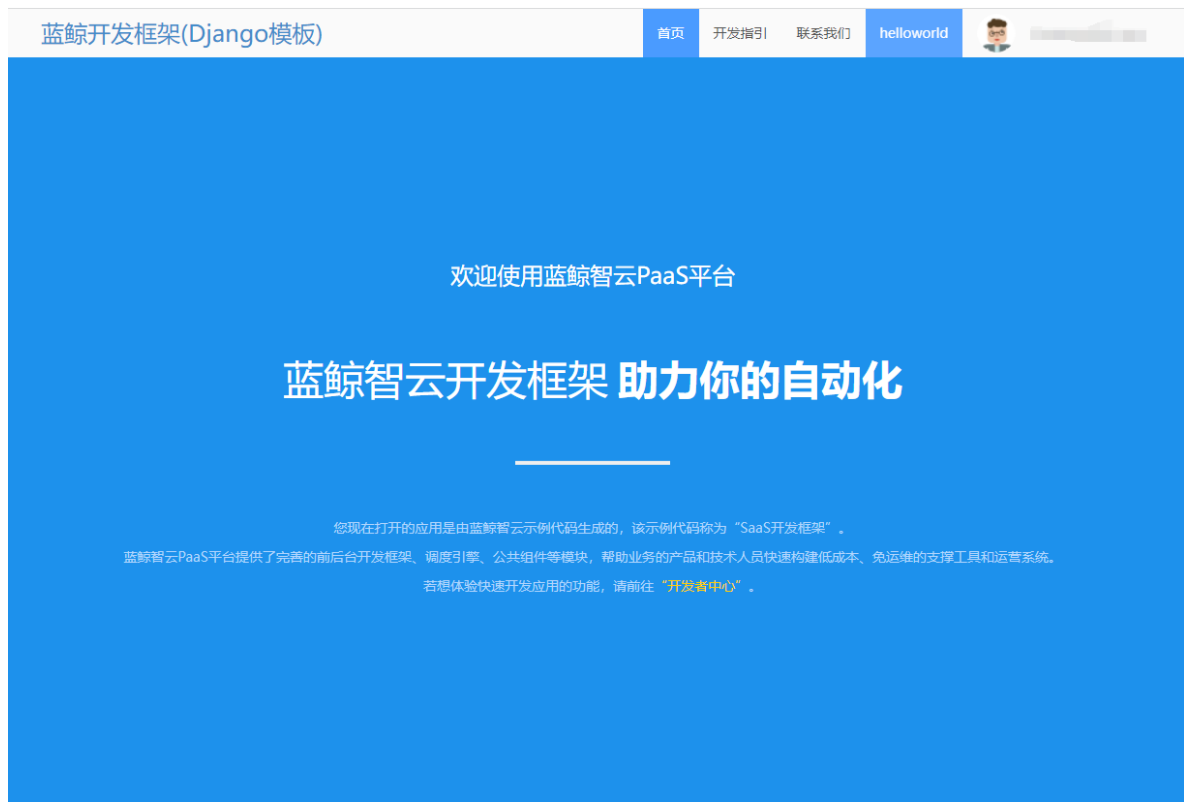 蓝鲸开发框架(Django模板)
首页 开发指引 联系我们 helloworld
欢迎使用蓝鲸智云PaaS平台
蓝鲸智云开发框架 助力你的自动化
您现在打开的应用是由蓝鲸智云示例代码生成的，该示例代码称为“SaaS开发框架”。
蓝鲸智云PaaS平台提供了完善的前后台开发框架、调度引擎、公共组件等模块，帮助业务的产品和技术人员快速构建低成本、免运维的支撑工具和运营系统。
若想体验快速开发应用的功能，请前往“开发者中心”。